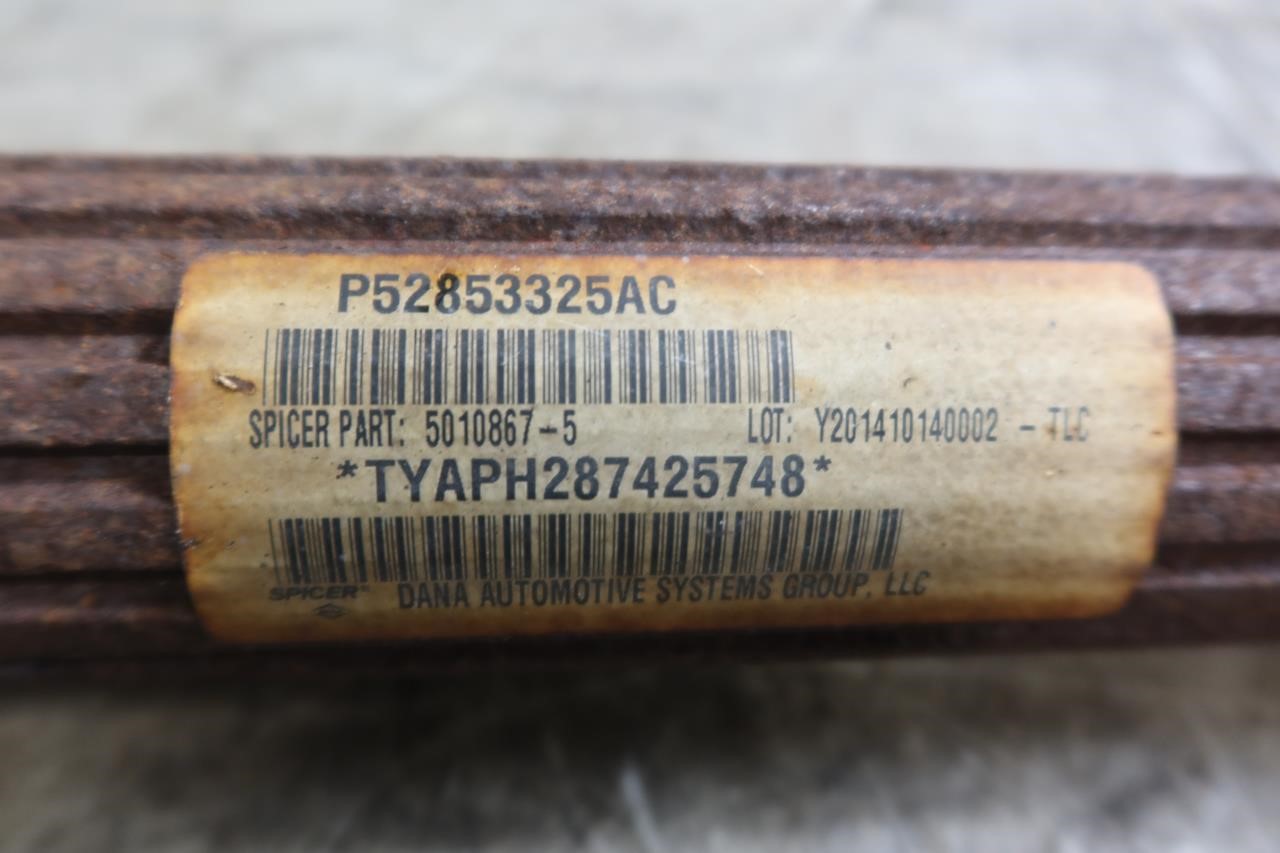 P52853325AC
SPICER PART: 5010867-5 LOT: Y201410140002 - TLC
*TYAPH287425748*
SPICER®
DANA AUTOMOTIVE SYSTEMS GROUP, LLC